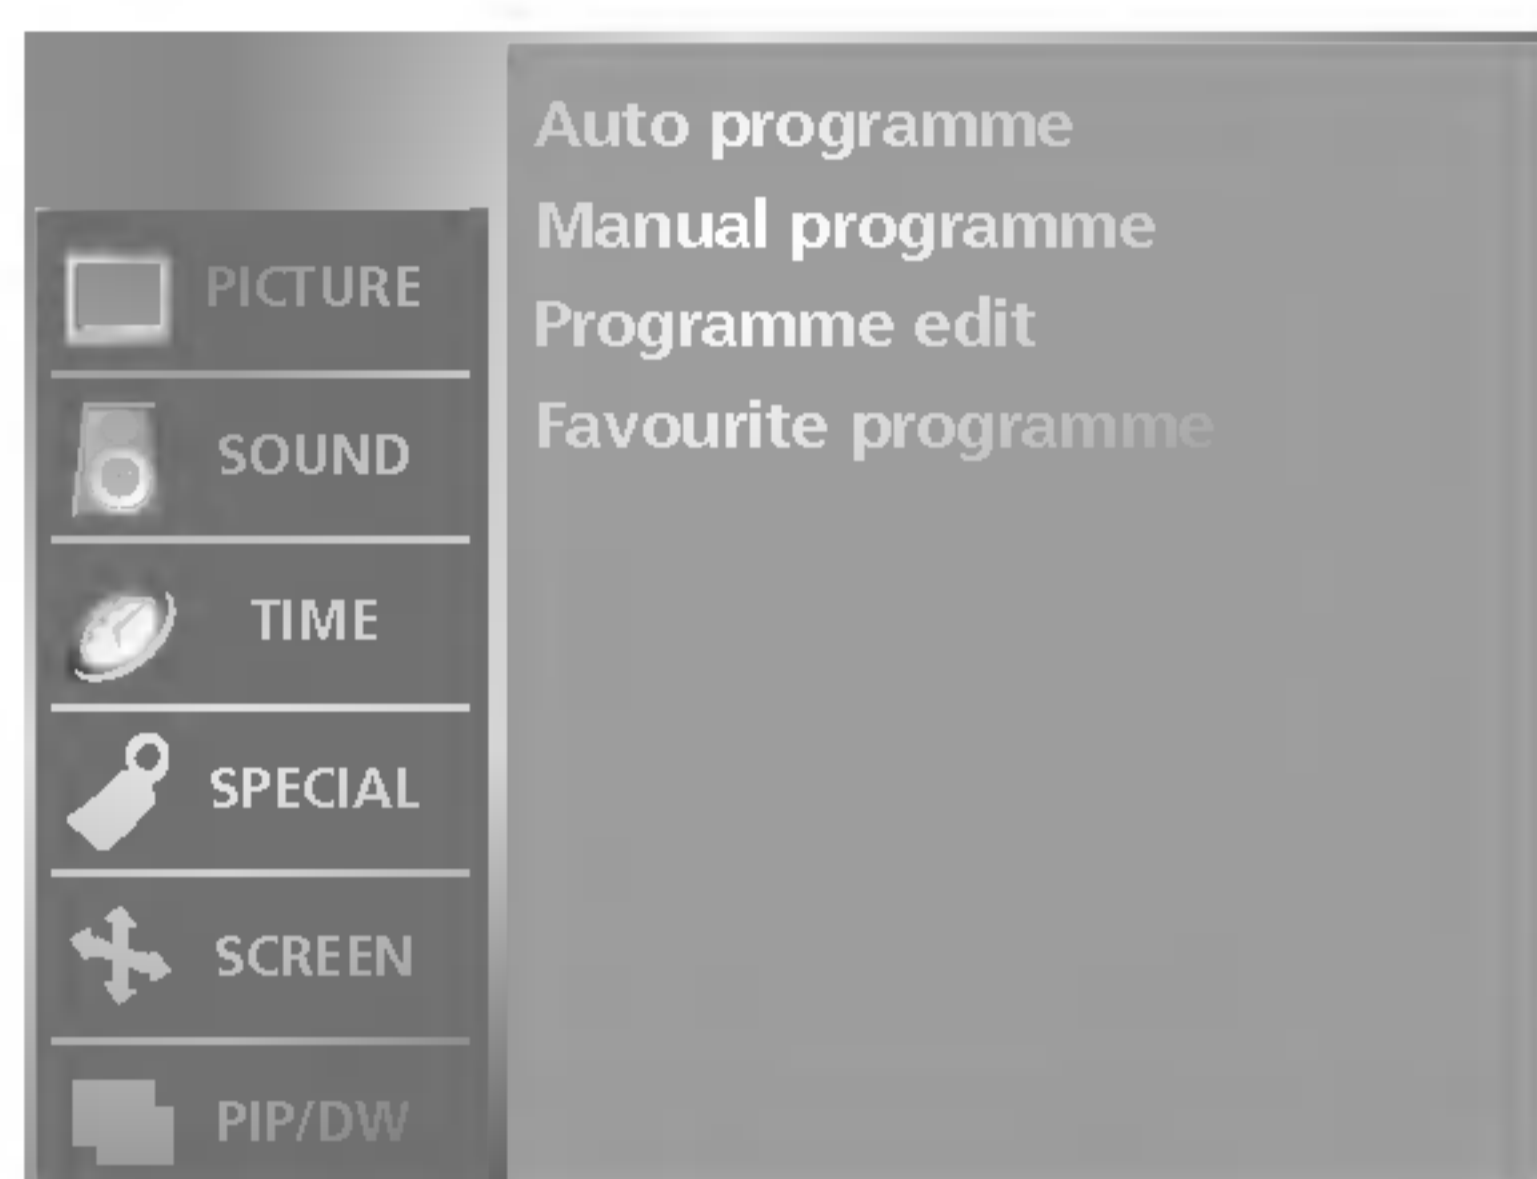 Auto programme
Manual programme
Programme edit
Favourite programme
PICTURE
SOUND
TIME
SPECIAL
SCREEN
PIP/DW